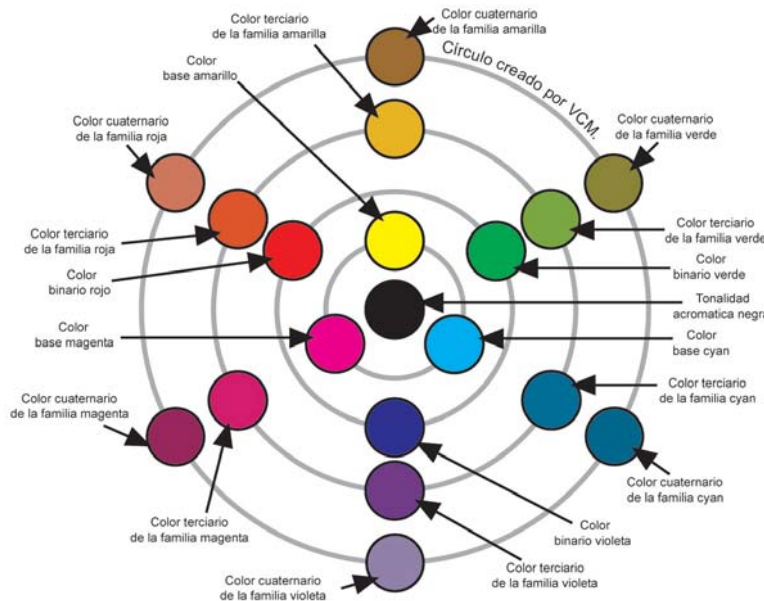 Color cuaternario
de la familia amarilla
Color terciario
de la familia amarilla
Color
base amarillo
Círculo creado por VCM.
Color cuaternario
de la familia roja
Color cuaternario
de la familia verde
Color terciario
de la familia roja
Color terciario
de la familia verde
Color
binario rojo
Color
binario verde
Tonalidad
acromatica negra
Color
base magenta
Color
base cyan
Color cuaternario
de la familia magenta
Color terciario
de la familia cyan
Color cuaternario
de la familia cyan
Color terciario
de la familia magenta
Color
binario violeta
Color terciario
de la familia violeta
Color cuaternario
de la familia violeta